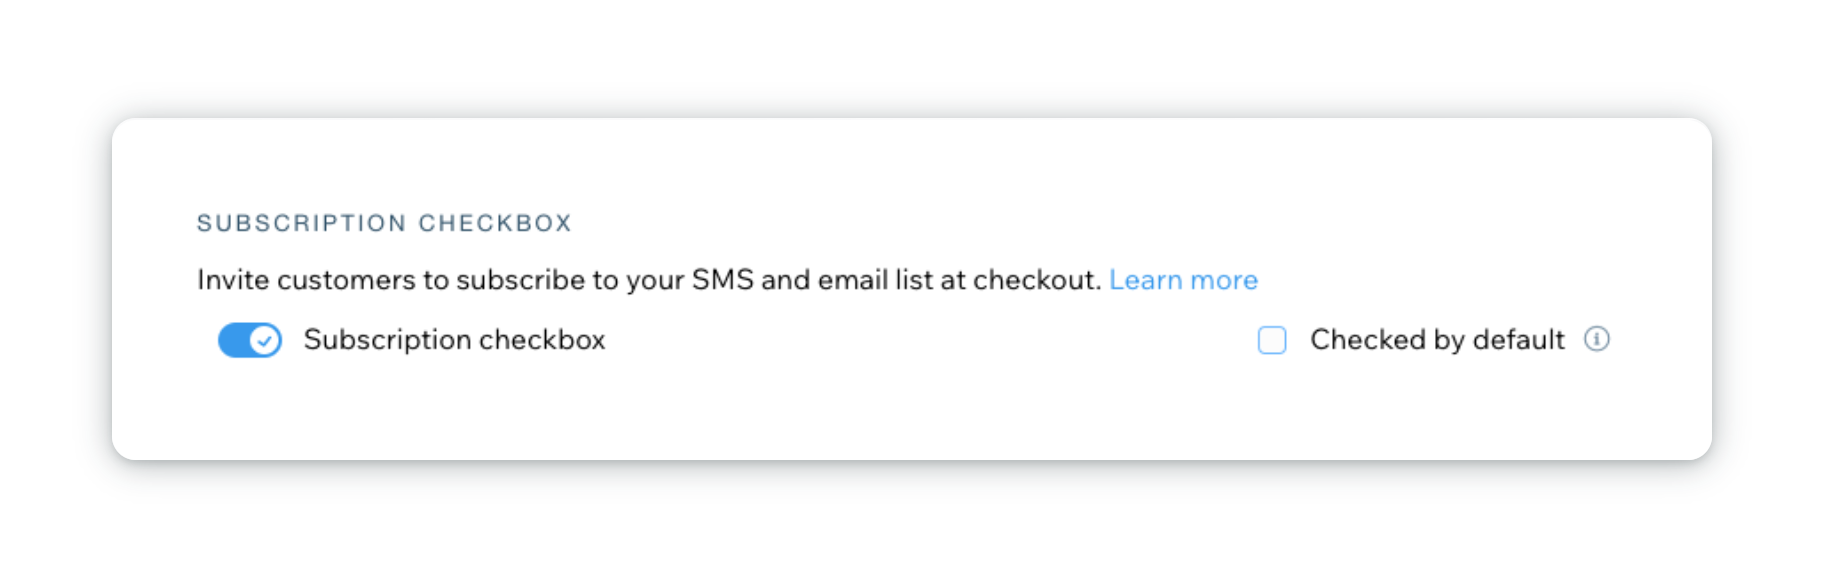 SUBSCRIPTION CHECKBOX
Invite customers to subscribe to your SMS and email list at checkout. Learn more
Subscription checkbox
Checked by default